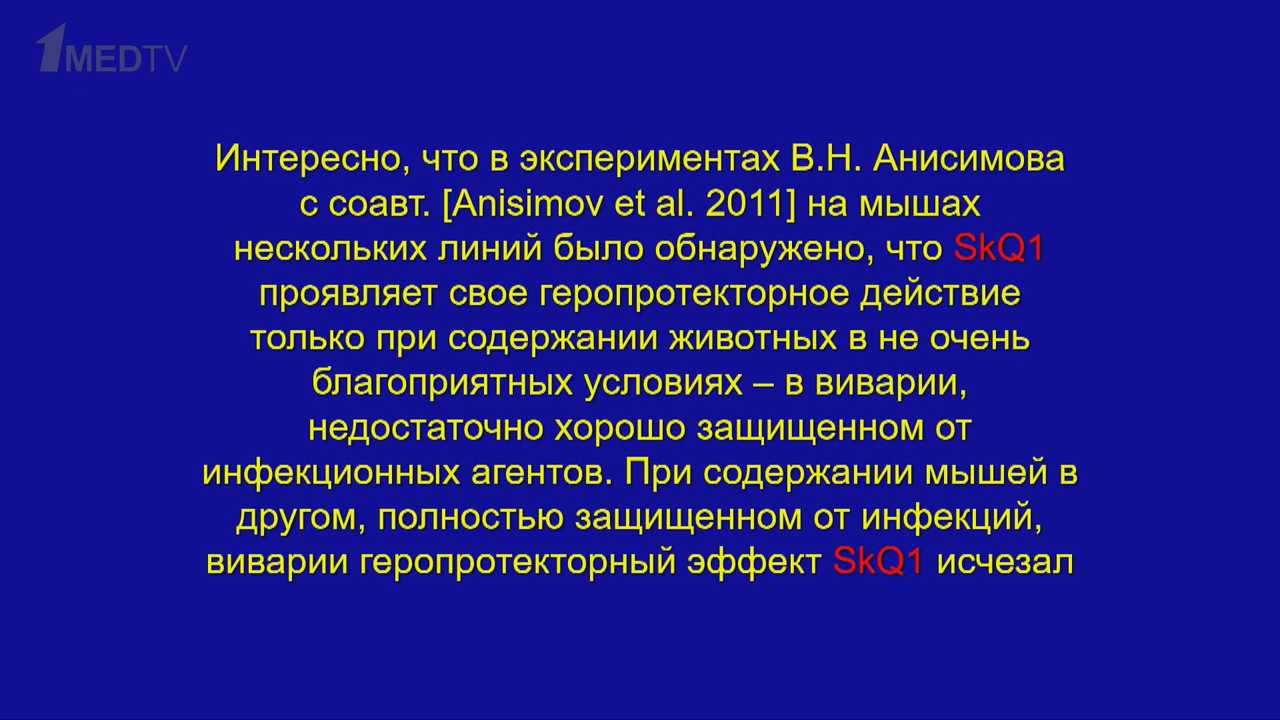 1MEDTV
Интересно, что в экспериментах В.Н. Анисимова
с соавт. [Anisimov et al. 2011] на мышах
нескольких линий было обнаружено, что SkQ1
проявляет свое геропротекторное действие
только при содержании животных в не очень
благоприятных условиях – в виварии,
недостаточно хорошо защищенном от
инфекционных агентов. При содержании мышей в
другом, полностью защищенном от инфекций,
виварии геропротекторный эффект SkQ1 исчезал